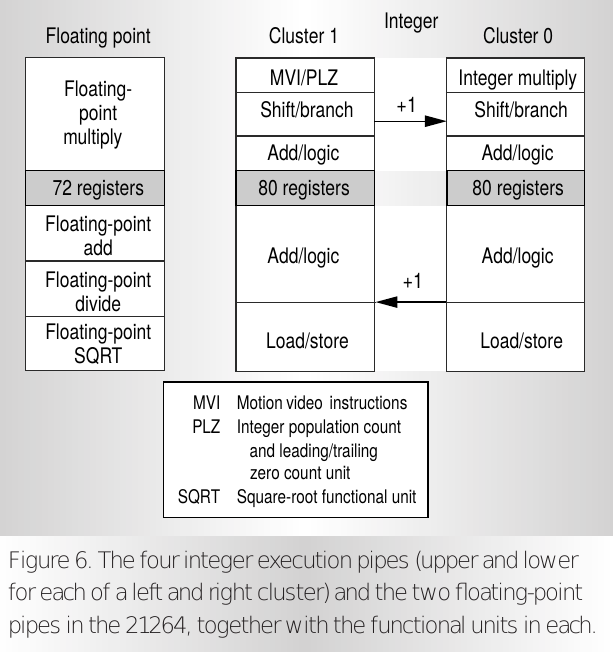 Integer
Floating point
Cluster 1
Cluster 0
Floating-
point
multiply
72 registers
Floating-point
add
Floating-point
divide
Floating-point
SQRT
MVI/PLZ
Shift/branch
Add/logic
80 registers
Add/logic
Load/store
+1
+1
Integer multiply
Shift/branch
Add/logic
80 registers
Add/logic
Load/store
MVI Motion video instructions
PLZ Integer population count
and leading/trailing
zero count unit
SQRT Square-root functional unit
Figure 6. The four integer execution pipes (upper and lower
for each of a left and right cluster) and the two floating-point
pipes in the 21264, together with the functional units in each.